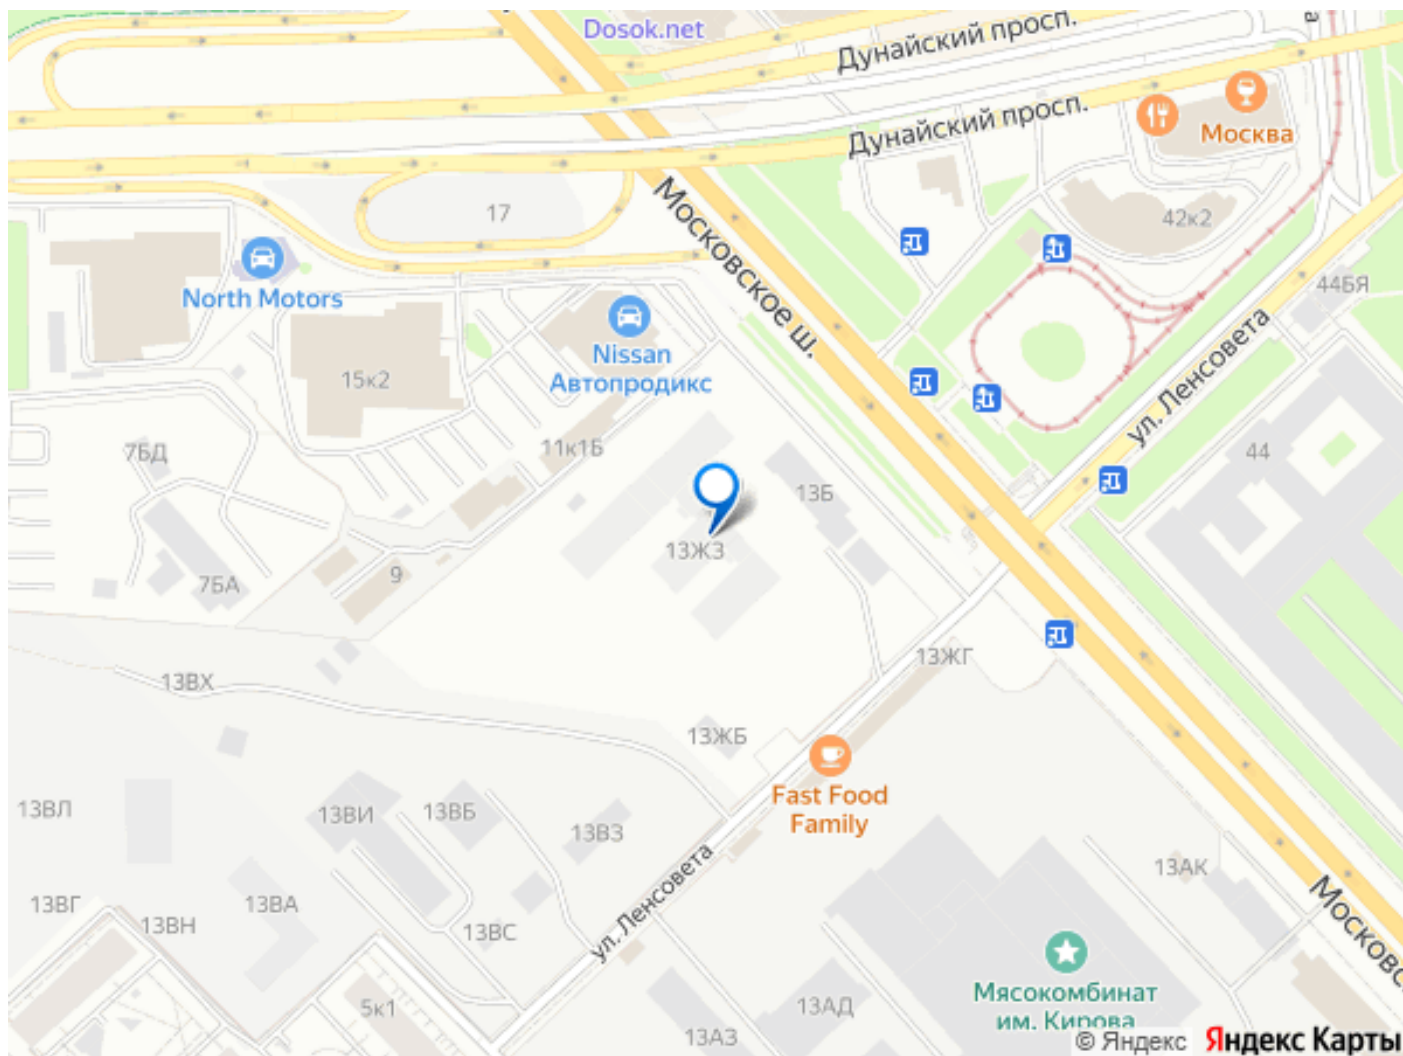 Dosok.net
Дунайский просп.
Дунайский просп.
Москва
17
42к2
Московское ш.
North Motors
44БЯ
Nissan
Автопродикс
15к2
ул. Ленсовета
11к1Б
7БД
44
13Б
13ЖЗ
9
7БА
13ЖГ
13ВХ
13ЖБ
Fast Food
Family
13ВЛ
13ВИ
13ВБ
13ВЗ
13АК
ул. Ленсовета
13ВГ
13ВА
13ВН
13ВС
Московс
Мясокомбинат
им. Кирова
5к1
13АД
13АЗ
© Яндекс Яндекс Карты